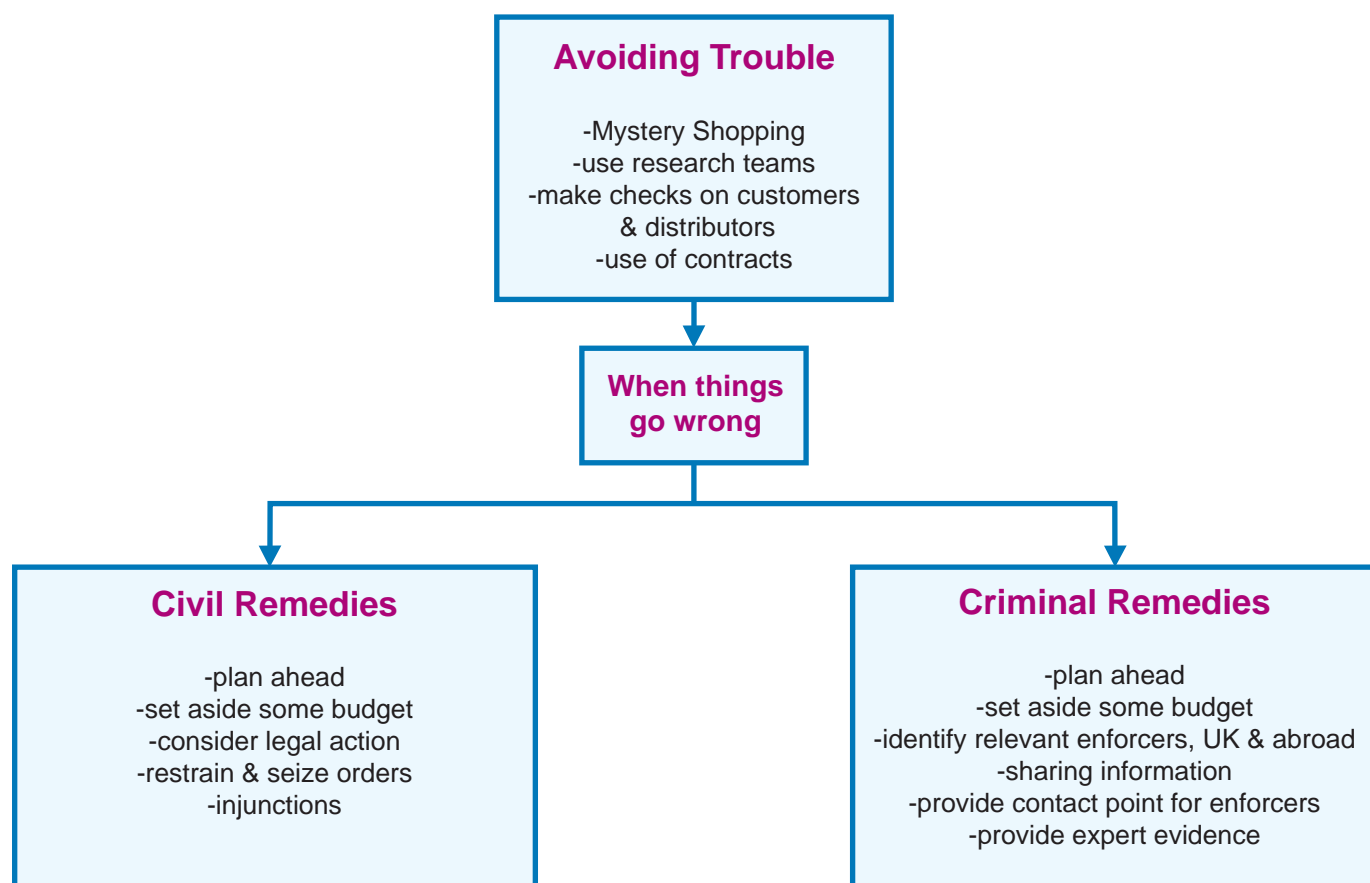 Avoiding Trouble
-Mystery Shopping
-use research teams
-make checks on customers
& distributors
-use of contracts
When things
go wrong
Civil Remedies
-plan ahead
-set aside some budget
-consider legal action
-restrain & seize orders
-injunctions
Criminal Remedies
-plan ahead
-set aside some budget
-identify relevant enforcers, UK & abroad
-sharing information
-provide contact point for enforcers
-provide expert evidence